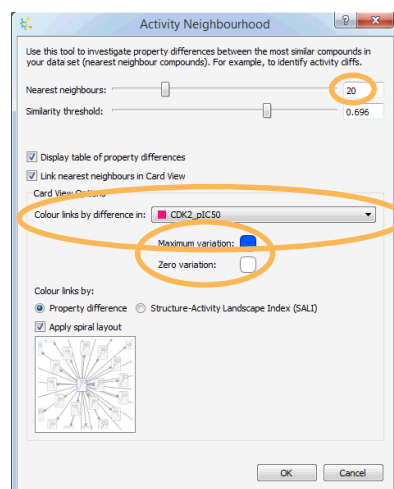 Activity Neighbourhood
Use this tool to investigate property differences between the most similar compounds in
your data set (nearest neighbour compounds). For example, to identify activity cliffs.
Nearest neighbours: 20
Similarity threshold: 0.696
Display table of property differences
Link nearest neighbours in Card View
Card View Options
Colour links by difference in: CDK2_pIC50
Maximum variation:
Zero variation:
Colour links by:
Property difference Structure-Activity Landscape Index (SALI)
Apply spiral layout
OK Cancel